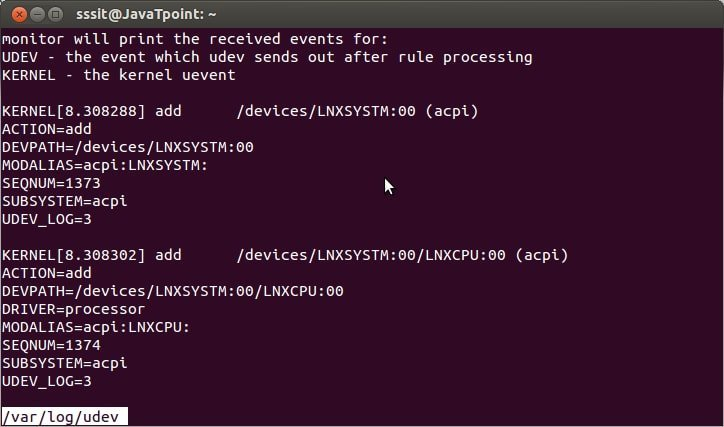 sssit@JavaTpoint: ~
monitor will print the received events for:
UDEV - the event which udev sends out after rule processing
KERNEL - the kernel uevent
KERNEL[8.308288] add      /devices/LNXSYSTM:00 (acpi)
ACTION=add
DEVPATH=/devices/LNXSYSTM:00
MODALIAS=acpi:LNXSYSTM:
SEQNUM=1373
SUBSYSTEM=acpi
UDEV_LOG=3
KERNEL[8.308302] add      /devices/LNXSYSTM:00/LNXCPU:00 (acpi)
ACTION=add
DEVPATH=/devices/LNXSYSTM:00/LNXCPU:00
DRIVER=processor
MODALIAS=acpi:LNXCPU:
SEQNUM=1374
SUBSYSTEM=acpi
UDEV_LOG=3
/var/log/udev